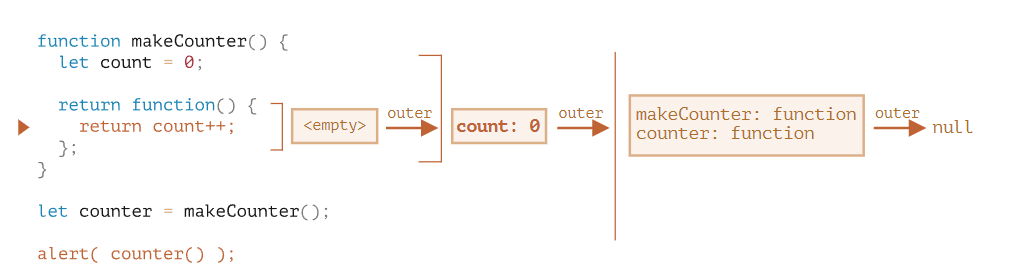 function makeCounter() {
let count = 0;
return function() {
return count++;
};
}
let counter = makeCounter();
alert( counter() );
<empty>
outer
count: 0
outer
makeCounter: function
counter: function
outer
null